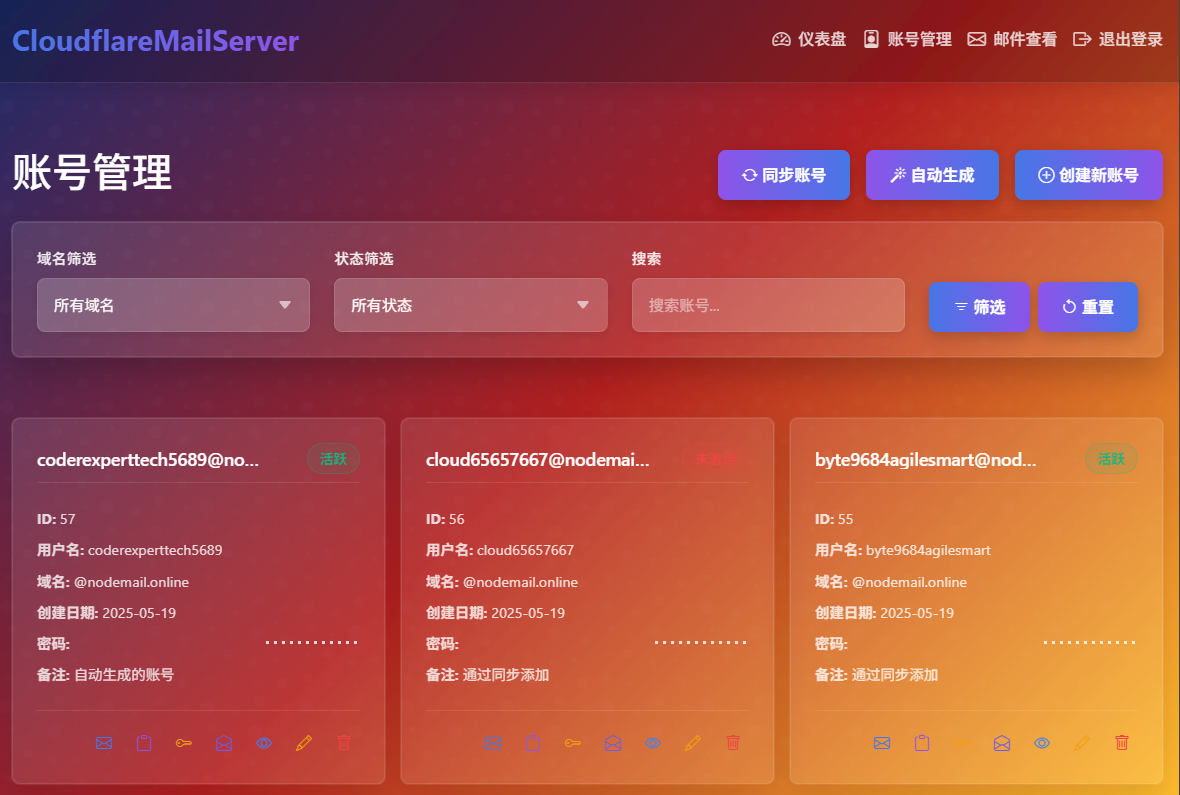 CloudflareMailServer
仪表盘 账号管理 邮件查看 退出登录
账号管理
同步账号 自动生成 创建新账号
域名筛选 状态筛选 搜索
所有域名 所有状态 搜索账号... 筛选 重置
coderexperttech5689@no... 活跃
ID: 57
用户名: coderexperttech5689
域名: @nodemail.online
创建日期: 2025-05-19
密码: ••••••••••••
备注: 自动生成的账号
cloud65657667@nodemai... 未激活
ID: 56
用户名: cloud65657667
域名: @nodemail.online
创建日期: 2025-05-19
密码: ••••••••••••
备注: 通过同步添加
byte9684agilesmart@nod... 活跃
ID: 55
用户名: byte9684agilesmart
域名: @nodemail.online
创建日期: 2025-05-19
密码: ••••••••••••
备注: 通过同步添加